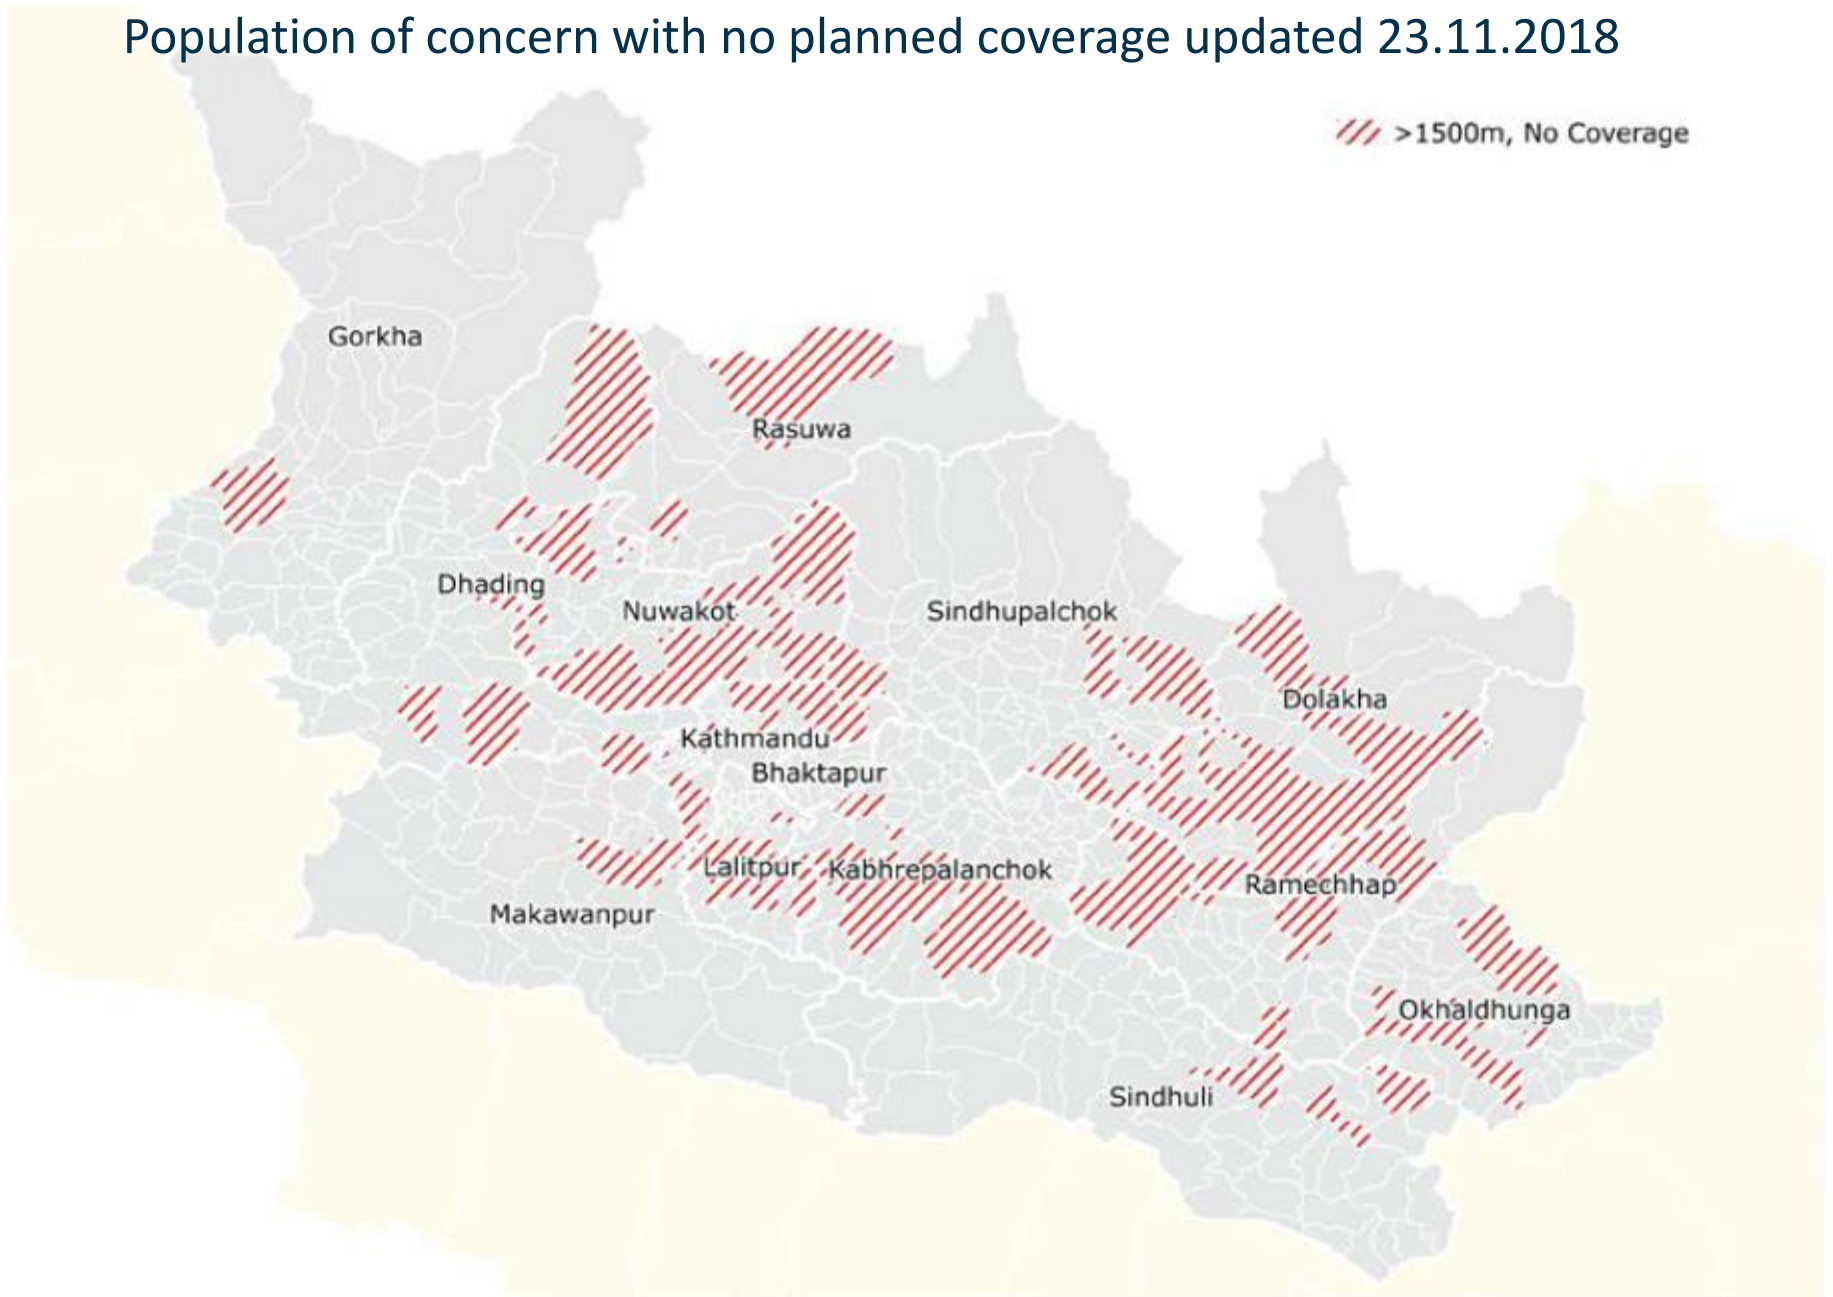 Population of concern with no planned coverage updated 23.11.2018
>1500m, No Coverage
Gorkha
Rasuwa
Dhading
Nuwakot
Sindhupalchok
Dolakha
Kathmandu
Bhaktapur
Lalitpur
Kabhrepalanchok
Ramechhap
Makawanpur
Okhaldhunga
Sindhuli